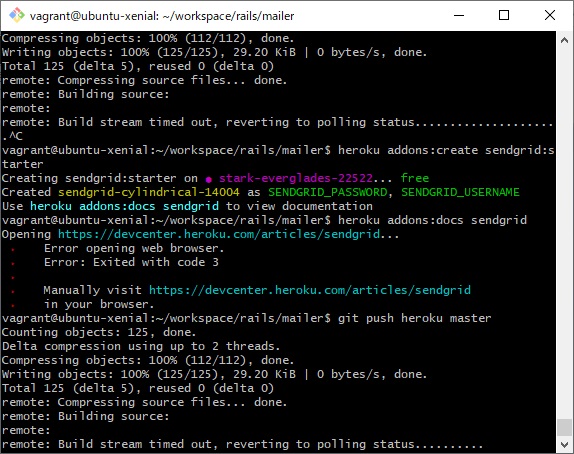 vagrant@ubuntu-xenial: ~/workspace/rails/mailer
Compressing objects: 100% (112/112), done.
Writing objects: 100% (125/125), 29.20 KiB | 0 bytes/s, done.
Total 125 (delta 5), reused 0 (delta 0)
remote: Compressing source files... done.
remote: Building source:
remote:
remote: Build stream timed out, reverting to polling status.....................
.^C
vagrant@ubuntu-xenial:~/workspace/rails/mailer$ heroku addons:create sendgrid:s
tarter
Creating sendgrid:starter on ● stark-everglades-22522... free
Created sendgrid-cylindrical-14004 as SENDGRID_PASSWORD, SENDGRID_USERNAME
Use heroku addons:docs sendgrid to view documentation
vagrant@ubuntu-xenial:~/workspace/rails/mailer$ heroku addons:docs sendgrid
Opening https://devcenter.heroku.com/articles/sendgrid...
Error opening web browser.
Error: Exited with code 3
Manually visit https://devcenter.heroku.com/articles/sendgrid
in your browser.
vagrant@ubuntu-xenial:~/workspace/rails/mailer$ git push heroku master
Counting objects: 125, done.
Delta compression using up to 2 threads.
Compressing objects: 100% (112/112), done.
Writing objects: 100% (125/125), 29.20 KiB | 0 bytes/s, done.
Total 125 (delta 5), reused 0 (delta 0)
remote: Compressing source files... done.
remote: Building source:
remote:
remote: Build stream timed out, reverting to polling status..........